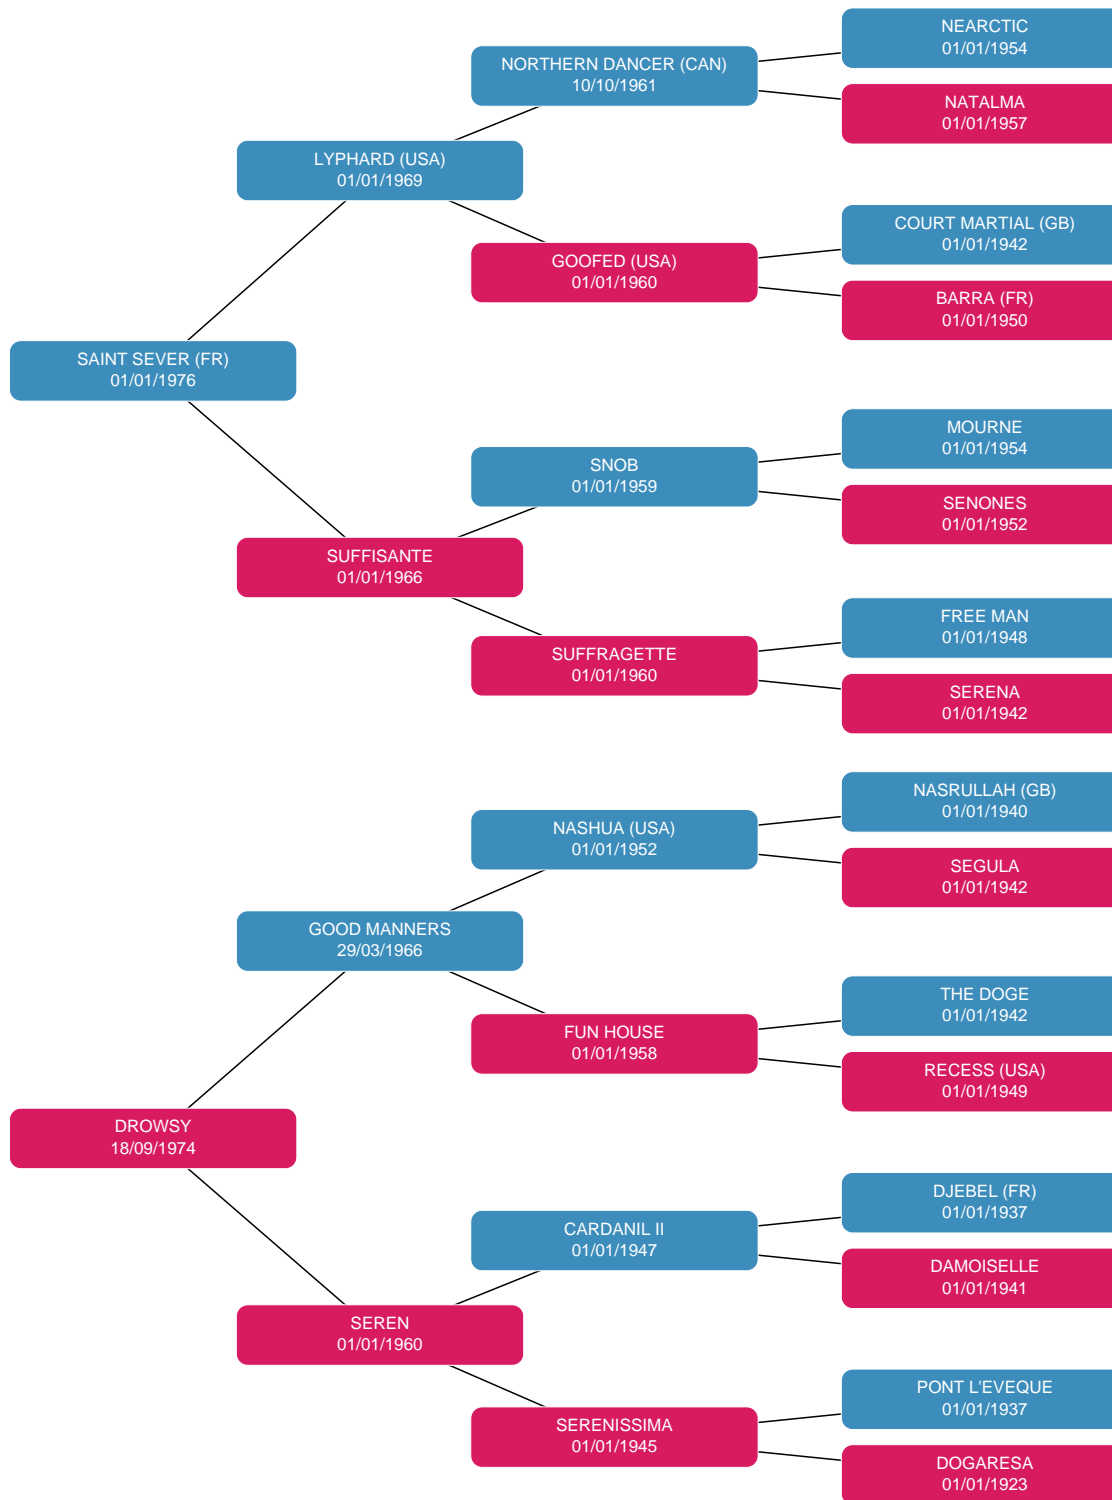 NEARCTIC
01/01/1954
NORTHERN DANCER (CAN)
10/10/1961
NATALMA
01/01/1957
LYPHARD (USA)
01/01/1969
COURT MARTIAL (GB)
01/01/1942
GOOFED (USA)
01/01/1960
BARRA (FR)
01/01/1950
SAINT SEVER (FR)
01/01/1976
MOURNE
01/01/1954
SNOB
01/01/1959
SENONES
01/01/1952
SUFFISANTE
01/01/1966
FREE MAN
01/01/1948
SUFFRAGETTE
01/01/1960
SERENA
01/01/1942
NASRULLAH (GB)
01/01/1940
NASHUA (USA)
01/01/1952
SEGULA
01/01/1942
GOOD MANNERS
29/03/1966
THE DOGE
01/01/1942
FUN HOUSE
01/01/1958
RECESS (USA)
01/01/1949
DROWSY
18/09/1974
DJEBEL (FR)
01/01/1937
CARDANIL II
01/01/1947
DAMOISELLE
01/01/1941
SEREN
01/01/1960
PONT L'EVEQUE
01/01/1937
SERENISSIMA
01/01/1945
DOGARESA
01/01/1923